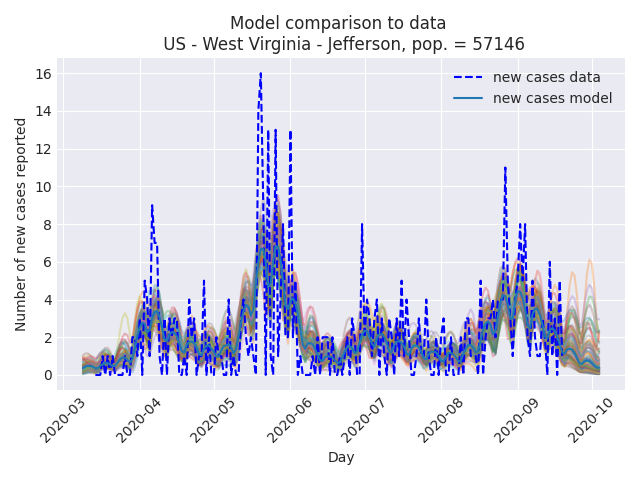 Model comparison to data
US - West Virginia - Jefferson, pop. = 57146
new cases data
new cases model
Number of new cases reported
16
14
12
10
8
6
4
2
0
2020-03
2020-04
2020-05
2020-06
2020-07
2020-08
2020-09
2020-10
Day